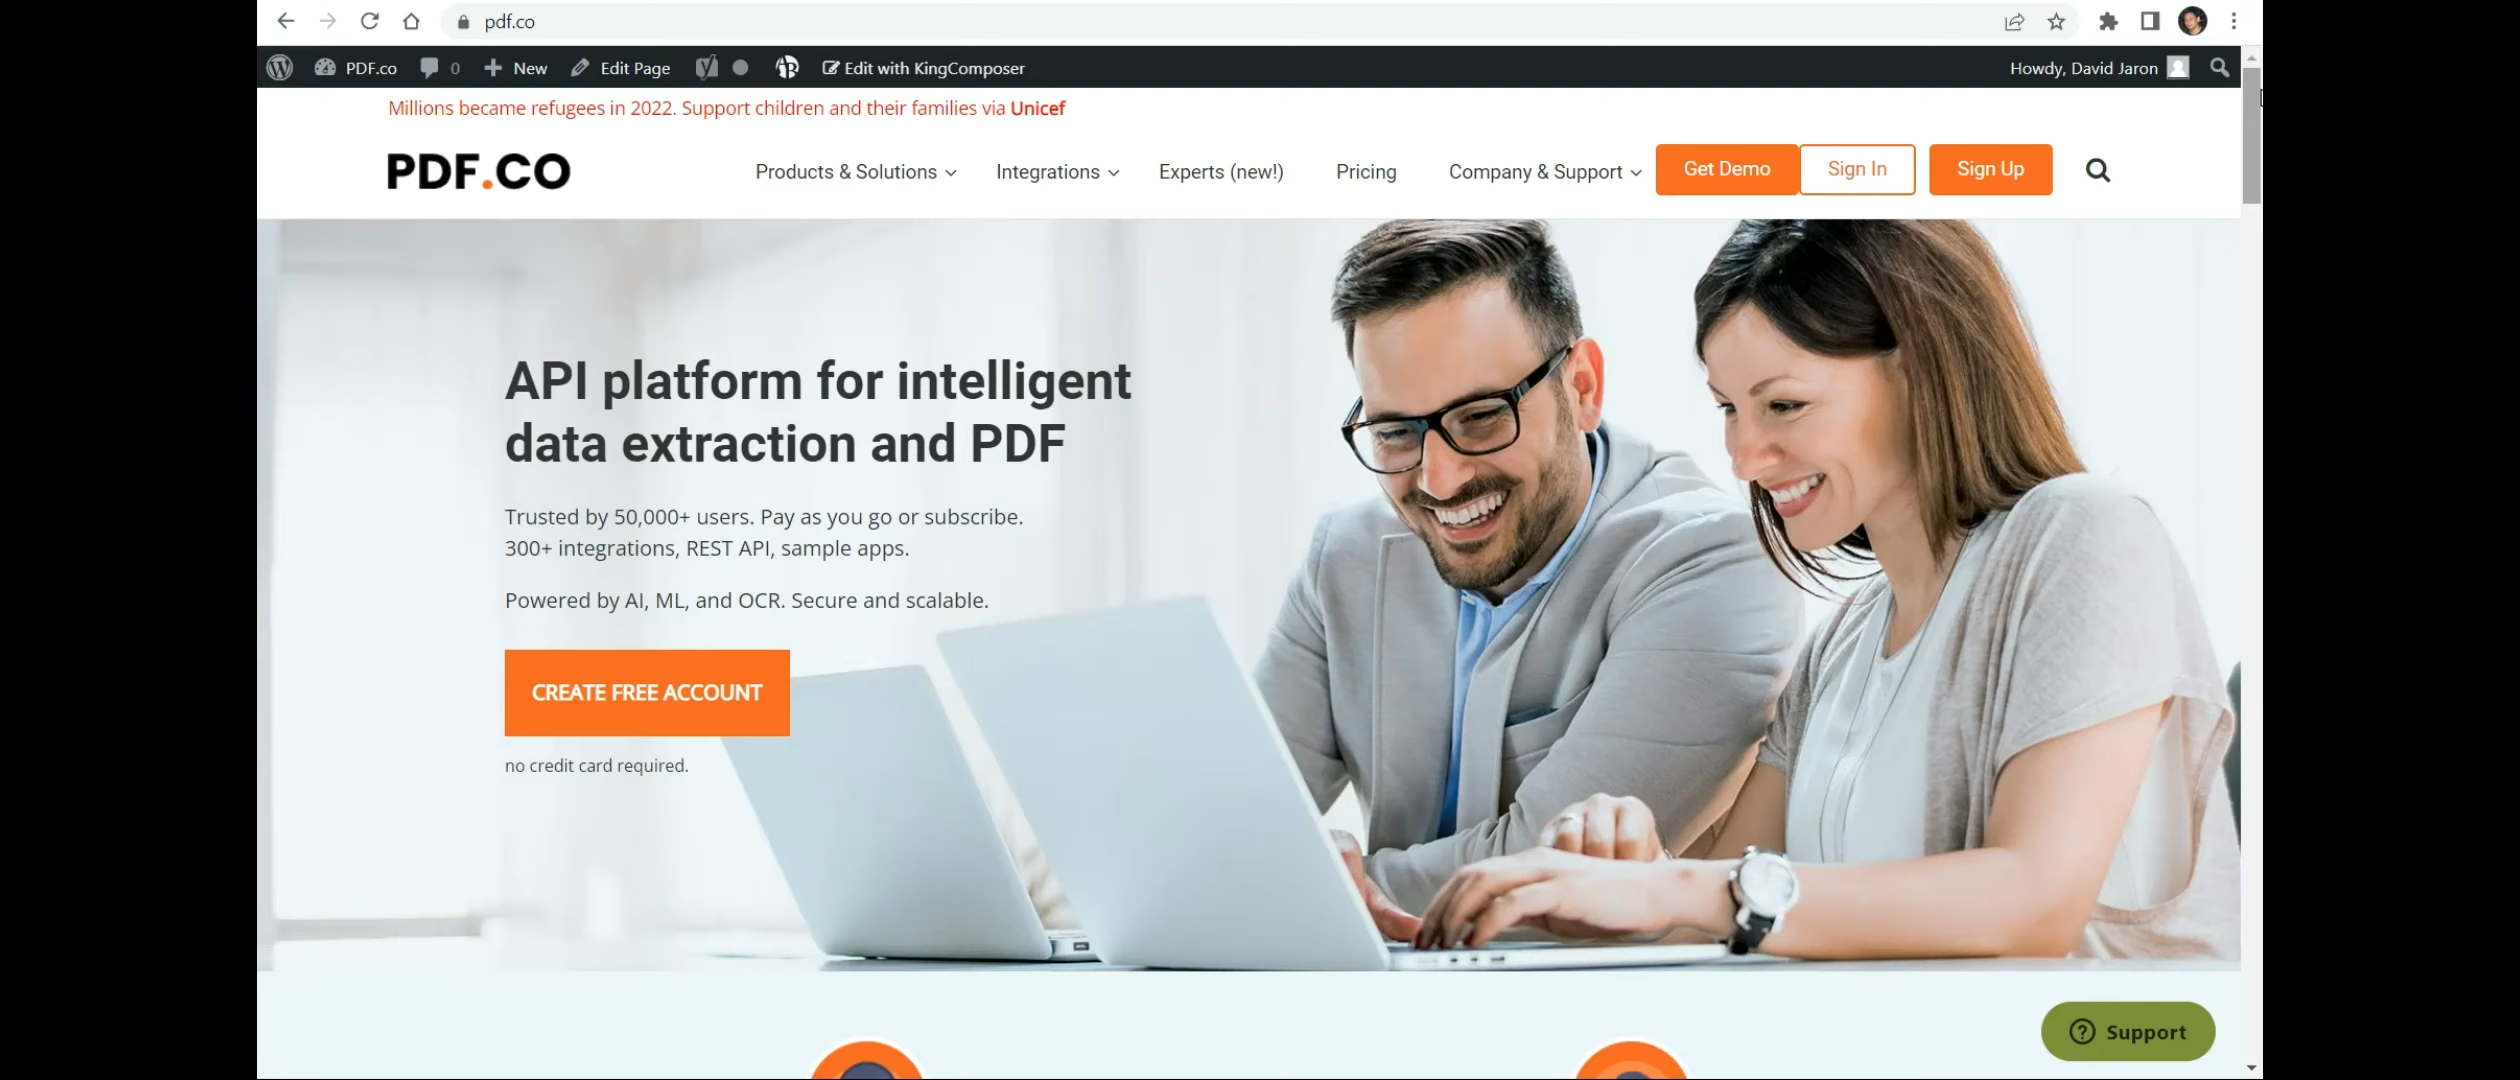 pdf.co
PDF.co 0 New Edit Page Edit with KingComposer Howdy, David Jaron
Millions became refugees in 2022. Support children and their families via Unicef
PDF.CO Products & Solutions Integrations Experts (new!) Pricing Company & Support Get Demo Sign In Sign Up
API platform for intelligent
data extraction and PDF
Trusted by 50,000+ users. Pay as you go or subscribe.
300+ integrations, REST API, sample apps.
Powered by AI, ML, and OCR. Secure and scalable.
CREATE FREE ACCOUNT
no credit card required.
Support